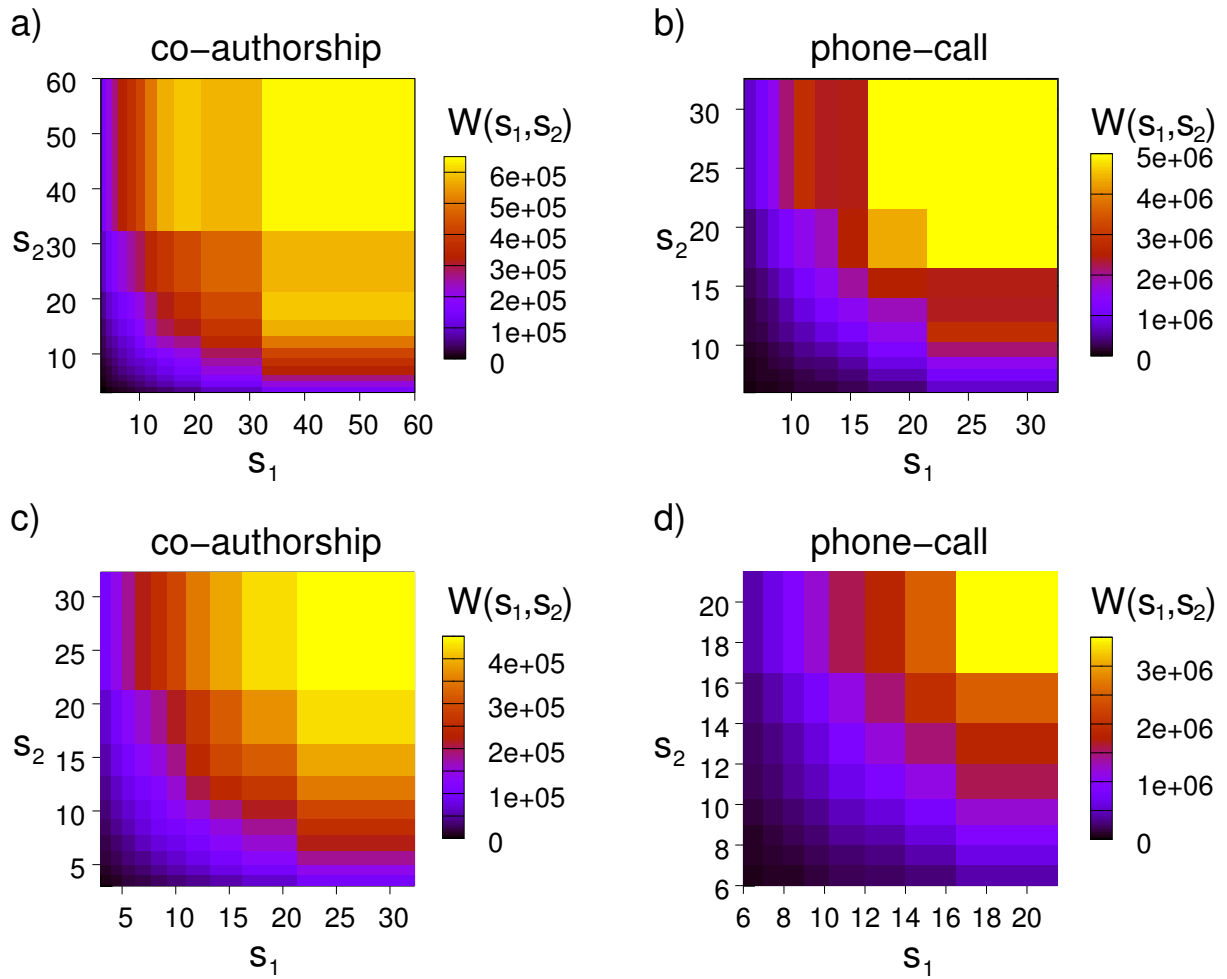 a)
co−authorship
60
50
40
s₂30
20
10
10 20 30 40 50 60
s₁
W(s₁,s₂)
6e+05
5e+05
4e+05
3e+05
2e+05
1e+05
0
b)
phone−call
30
25
s₂
20
15
10
10 15 20 25 30
s₁
W(s₁,s₂)
5e+06
4e+06
3e+06
2e+06
1e+06
0
c)
co−authorship
30
25
20
s₂
15
10
5
5 10 15 20 25 30
s₁
W(s₁,s₂)
4e+05
3e+05
2e+05
1e+05
0
d)
phone−call
20
18
16
14
s₂
12
10
8
6
6 8 10 12 14 16 18 20
s₁
W(s₁,s₂)
3e+06
2e+06
1e+06
0